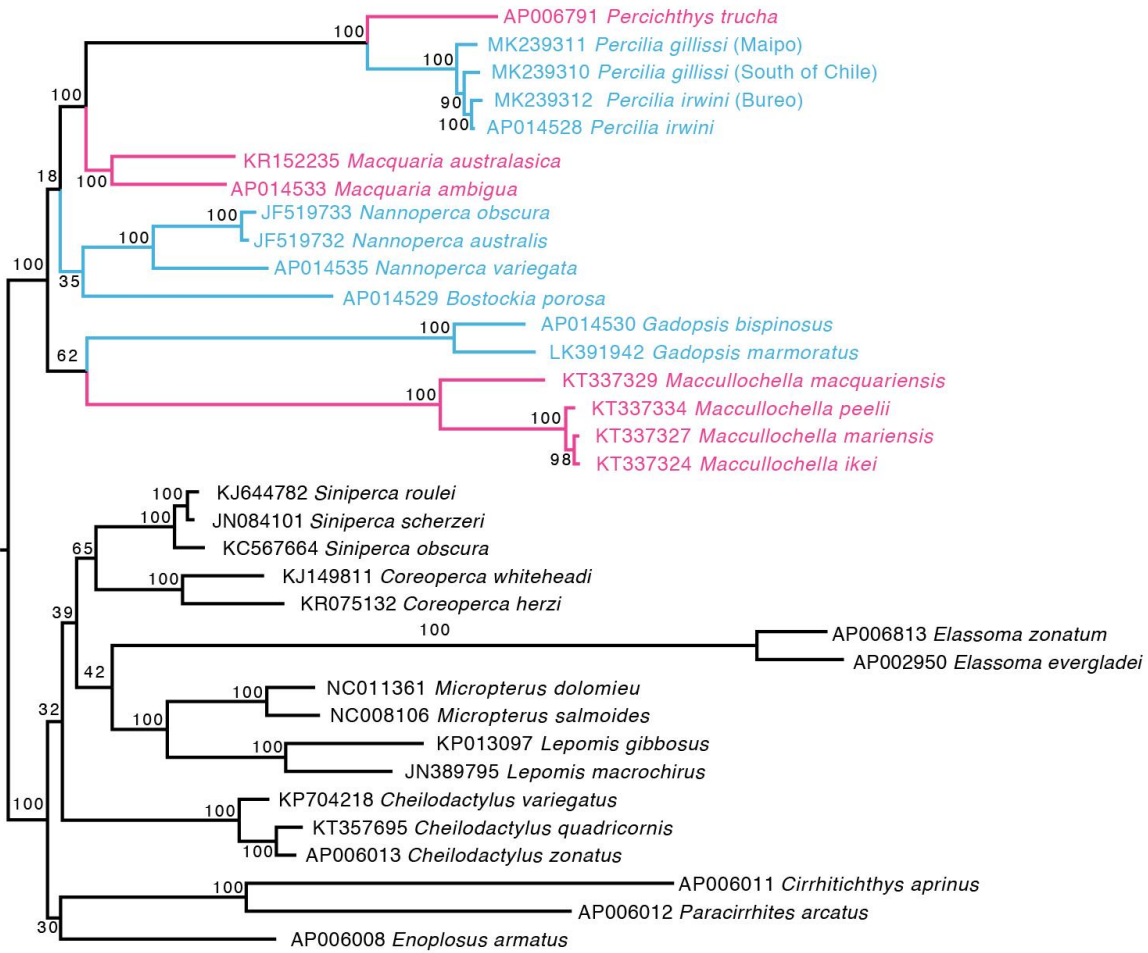 100
AP006791 Percichthys trucha
MK239311 Percilia gillissi (Maipo)
100
MK239310 Percilia gillissi (South of Chile)
100
90
MK239312 Percilia irwini (Bureo)
100
AP014528 Percilia irwini
KR152235 Macquaria australasica
100
AP014533 Macquaria ambigua
18
100
JF519733 Nannoperca obscura
100
JF519732 Nannoperca australis
100
AP014535 Nannoperca variegata
35
AP014529 Bostockia porosa
100
AP014530 Gadopsis bispinosus
62
LK391942 Gadopsis marmoratus
KT337329 Maccullochella macquariensis
100
KT337334 Maccullochella peelii
100
KT337327 Maccullochella mariensis
98
KT337324 Maccullochella ikei
100
KJ644782 Siniperca roulei
100
JN084101 Siniperca scherzeri
65
KC567664 Siniperca obscura
100
KJ149811 Coreoperca whiteheadi
KR075132 Coreoperca herzi
39
100
AP006813 Elassoma zonatum
AP002950 Elassoma evergladei
42
100
NC011361 Micropterus dolomieu
32
100
NC008106 Micropterus salmoides
100
KP013097 Lepomis gibbosus
JN389795 Lepomis macrochirus
100
100
KP704218 Cheilodactylus variegatus
KT357695 Cheilodactylus quadricornis
100
AP006013 Cheilodactylus zonatus
100
AP006011 Cirrhitichthys aprinus
AP006012 Paracirrhites arcatus
30
AP006008 Enoplosus armatus